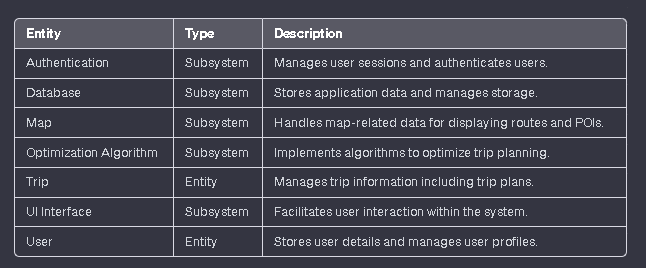 Entity Type Description
Authentication Subsystem Manages user sessions and authenticates users.
Database Subsystem Stores application data and manages storage.
Map Subsystem Handles map-related data for displaying routes and POIs.
Optimization Algorithm Subsystem Implements algorithms to optimize trip planning.
Trip Entity Manages trip information including trip plans.
UI Interface Subsystem Facilitates user interaction within the system.
User Entity Stores user details and manages user profiles.